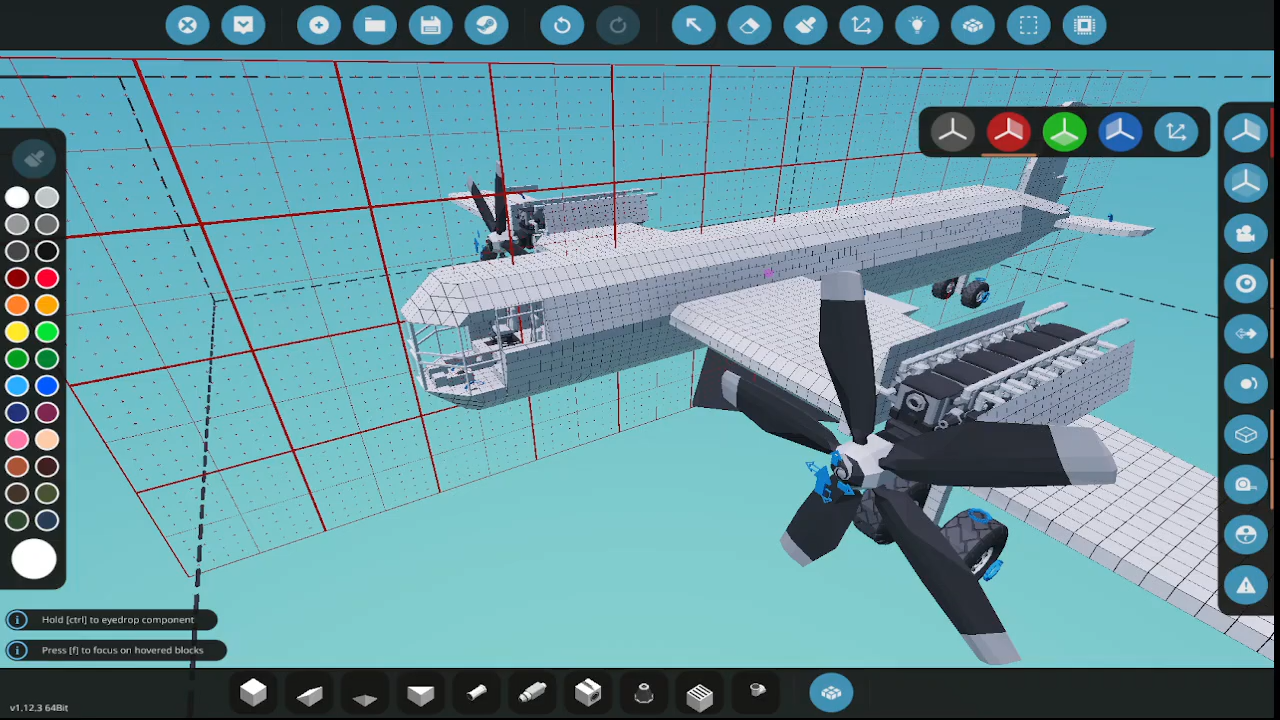 Hold [ctrl] to eyedrop component
Press [f] to focus on hovered blocks
v1.12.3 64Bit